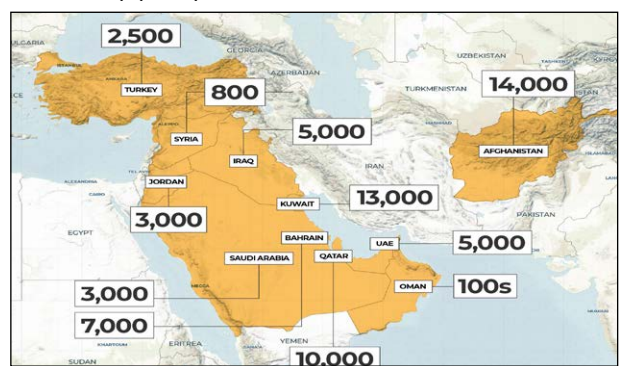 2,500
GEORGIA
UZBEKISTAN
AZERBAIJAN
14,000
TURKEY
800
TURKMENISTAN
SYRIA
5,000
AFGHANISTAN
IRAQ
IRAN
JORDAN
13,000
KUWAIT
CAIRO
PAKISTAN
3,000
EGYPT
BAHRAIN
UAE
5,000
SAUDI ARABIA
QATAR
OMAN
100s
3,000
MECCA
7,000
YEMEN
KHARTOUM
ERITREA
10,000
SUDAN